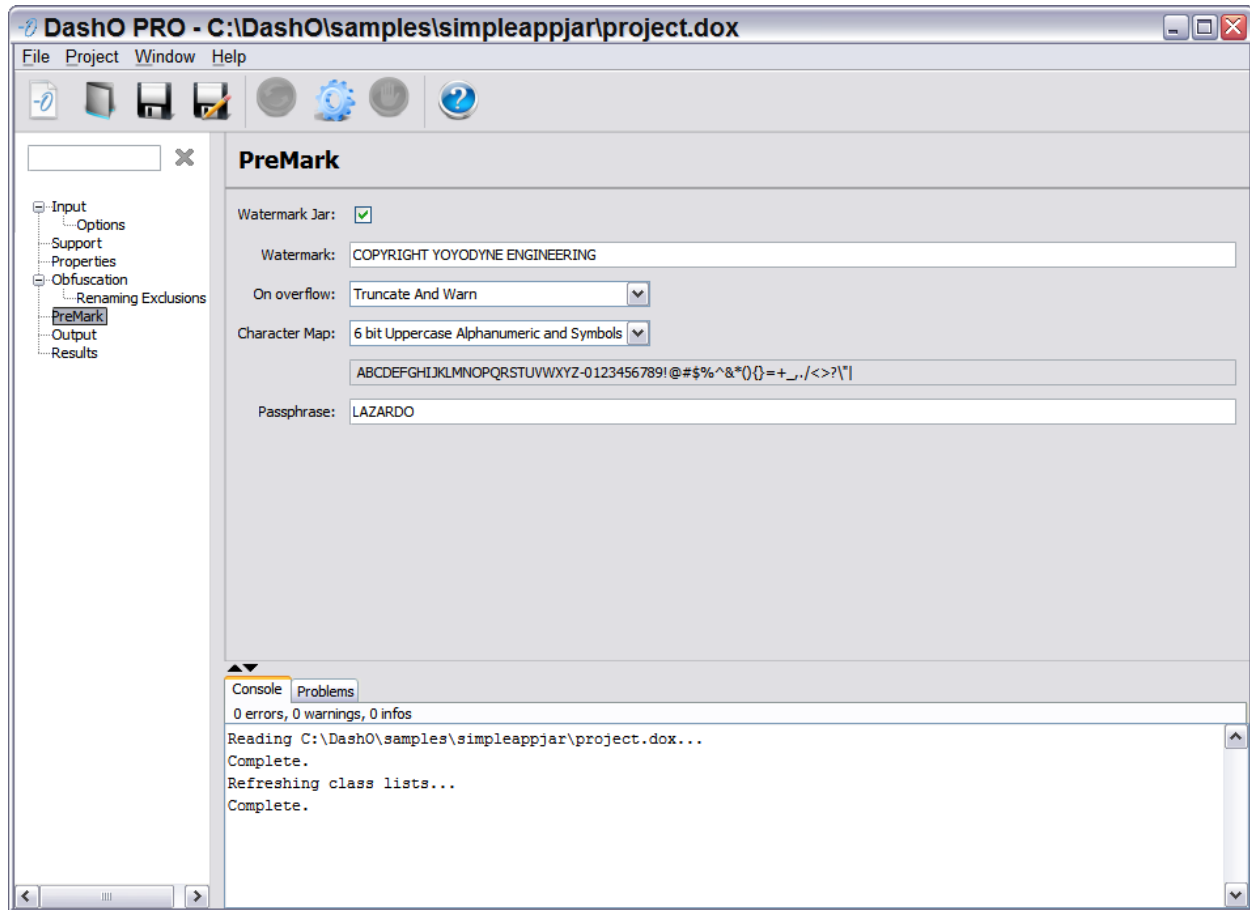 DashO PRO - C:\DashO\samples\simpleappjar\project.dox
File Project Window Help
PreMark
Input
Options
Support
Properties
Obfuscation
Renaming Exclusions
PreMark
Output
Results
Watermark Jar:
Watermark: COPYRIGHT YOYODYNE ENGINEERING
On overflow: Truncate And Warn
Character Map: 6 bit Uppercase Alphanumeric and Symbols
ABCDEFGHIJKLMNOPQRSTUVWXYZ-0123456789!@#$%^&*(){}=+_,./<>?\"|
Passphrase: LAZARDO
Console Problems
0 errors, 0 warnings, 0 infos
Reading C:\DashO\samples\simpleappjar\project.dox...
Complete.
Refreshing class lists...
Complete.